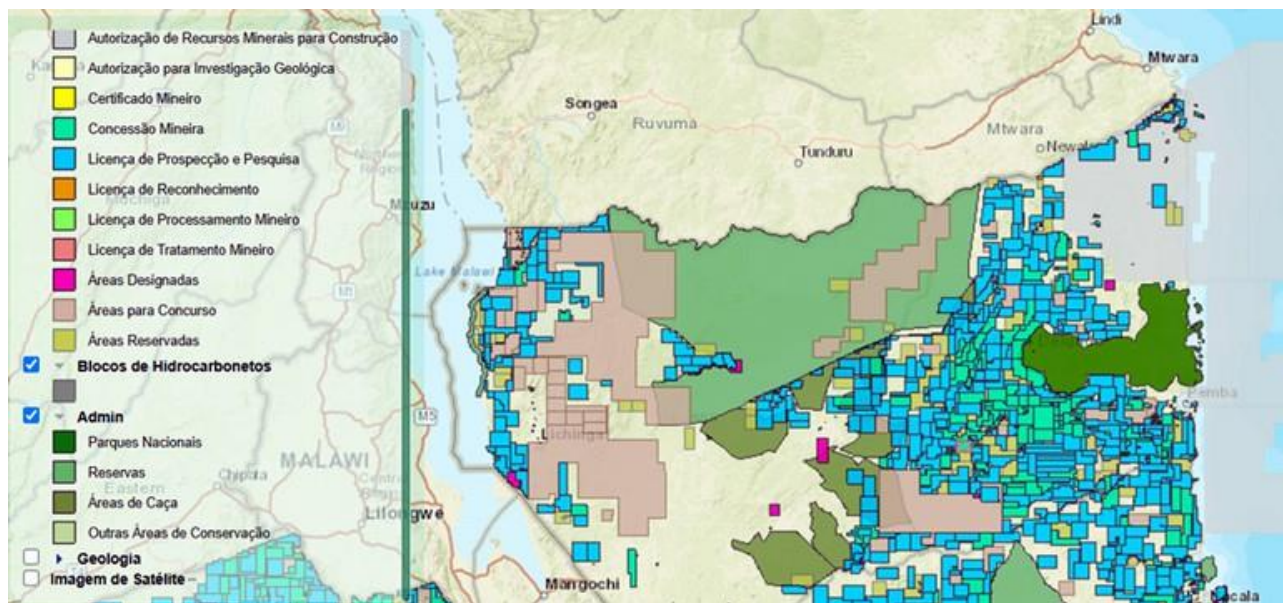 Autorização de Recursos Minerais para Construção
Autorização para Investigação Geológica
Certificado Mineiro
Concessão Mineira
Licença de Prospecção e Pesquisa
Licença de Reconhecimento
Licença de Processamento Mineiro
Licença de Tratamento Mineiro
Áreas Designadas
Áreas para Concurso
Áreas Reservadas
Blocos de Hidrocarbonetos
Admin
Parques Nacionais
Reservas
Áreas de Caça
Outras Áreas de Conservação
Geologia
Imagem de Satélite
Lindi
Mtwara
Songea
Ruvuma
Mtwara
Tunduru
Lake Malawi
M5
Lichinga
Pemba
Chipata
MALAWI
Eastern
Lilongwe
Mangochi